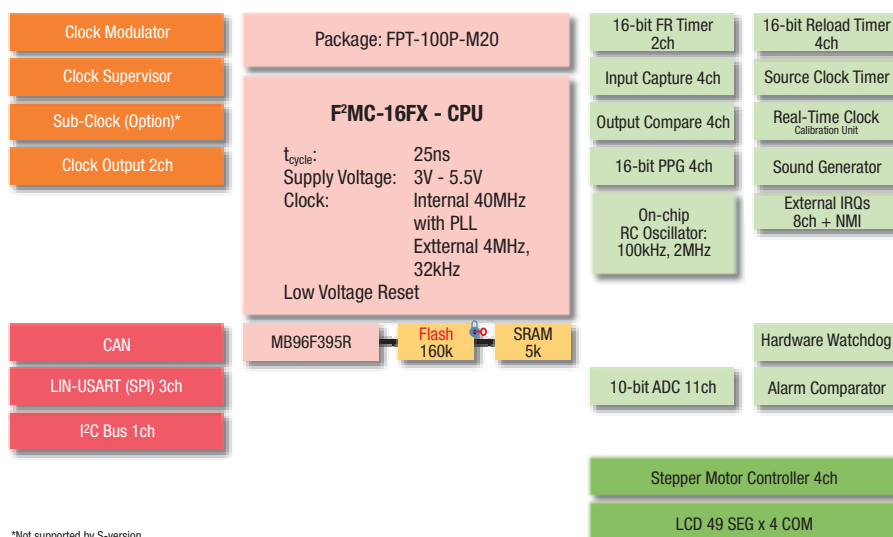 Clock Modulator
Clock Supervisor
Sub-Clock (Option)*
Clock Output 2ch
Package: FPT-100P-M20
F²MC-16FX - CPU
tcycle: 25ns
Supply Voltage: 3V - 5.5V
Clock: Internal 40MHz
with PLL
Extternal 4MHz,
32kHz
Low Voltage Reset
16-bit FR Timer
2ch
Input Capture 4ch
Output Compare 4ch
16-bit PPG 4ch
On-chip
RC Oscillator:
100kHz, 2MHz
16-bit Reload Timer
4ch
Source Clock Timer
Real-Time Clock
Calibration Unit
Sound Generator
External IRQs
8ch + NMI
CAN
LIN-USART (SPI) 3ch
I²C Bus 1ch
MB96F395R
Flash
160k
SRAM
5k
Hardware Watchdog
10-bit ADC 11ch
Alarm Comparator
Stepper Motor Controller 4ch
LCD 49 SEG x 4 COM
*Not supported by S-version